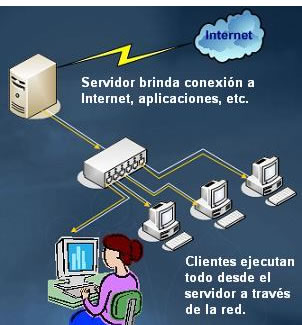 Internet
Servidor brinda conexión a
Internet, aplicaciones, etc.
Clientes ejecutan
todo desde el
servidor a través
de la red.